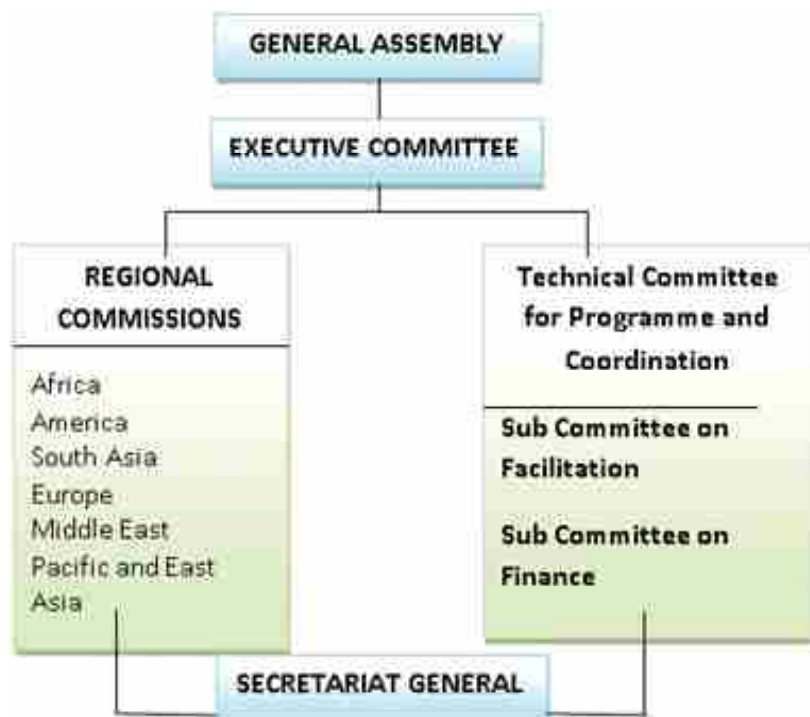 GENERAL ASSEMBLY
EXECUTIVE COMMITTEE
REGIONAL
COMMISSIONS
Africa
America
South Asia
Europe
Middle East
Pacific and East
Asia
Technical Committee
for Programme and
Coordination
Sub Committee on
Facilitation
Sub Committee on
Finance
SECRETARIAT GENERAL